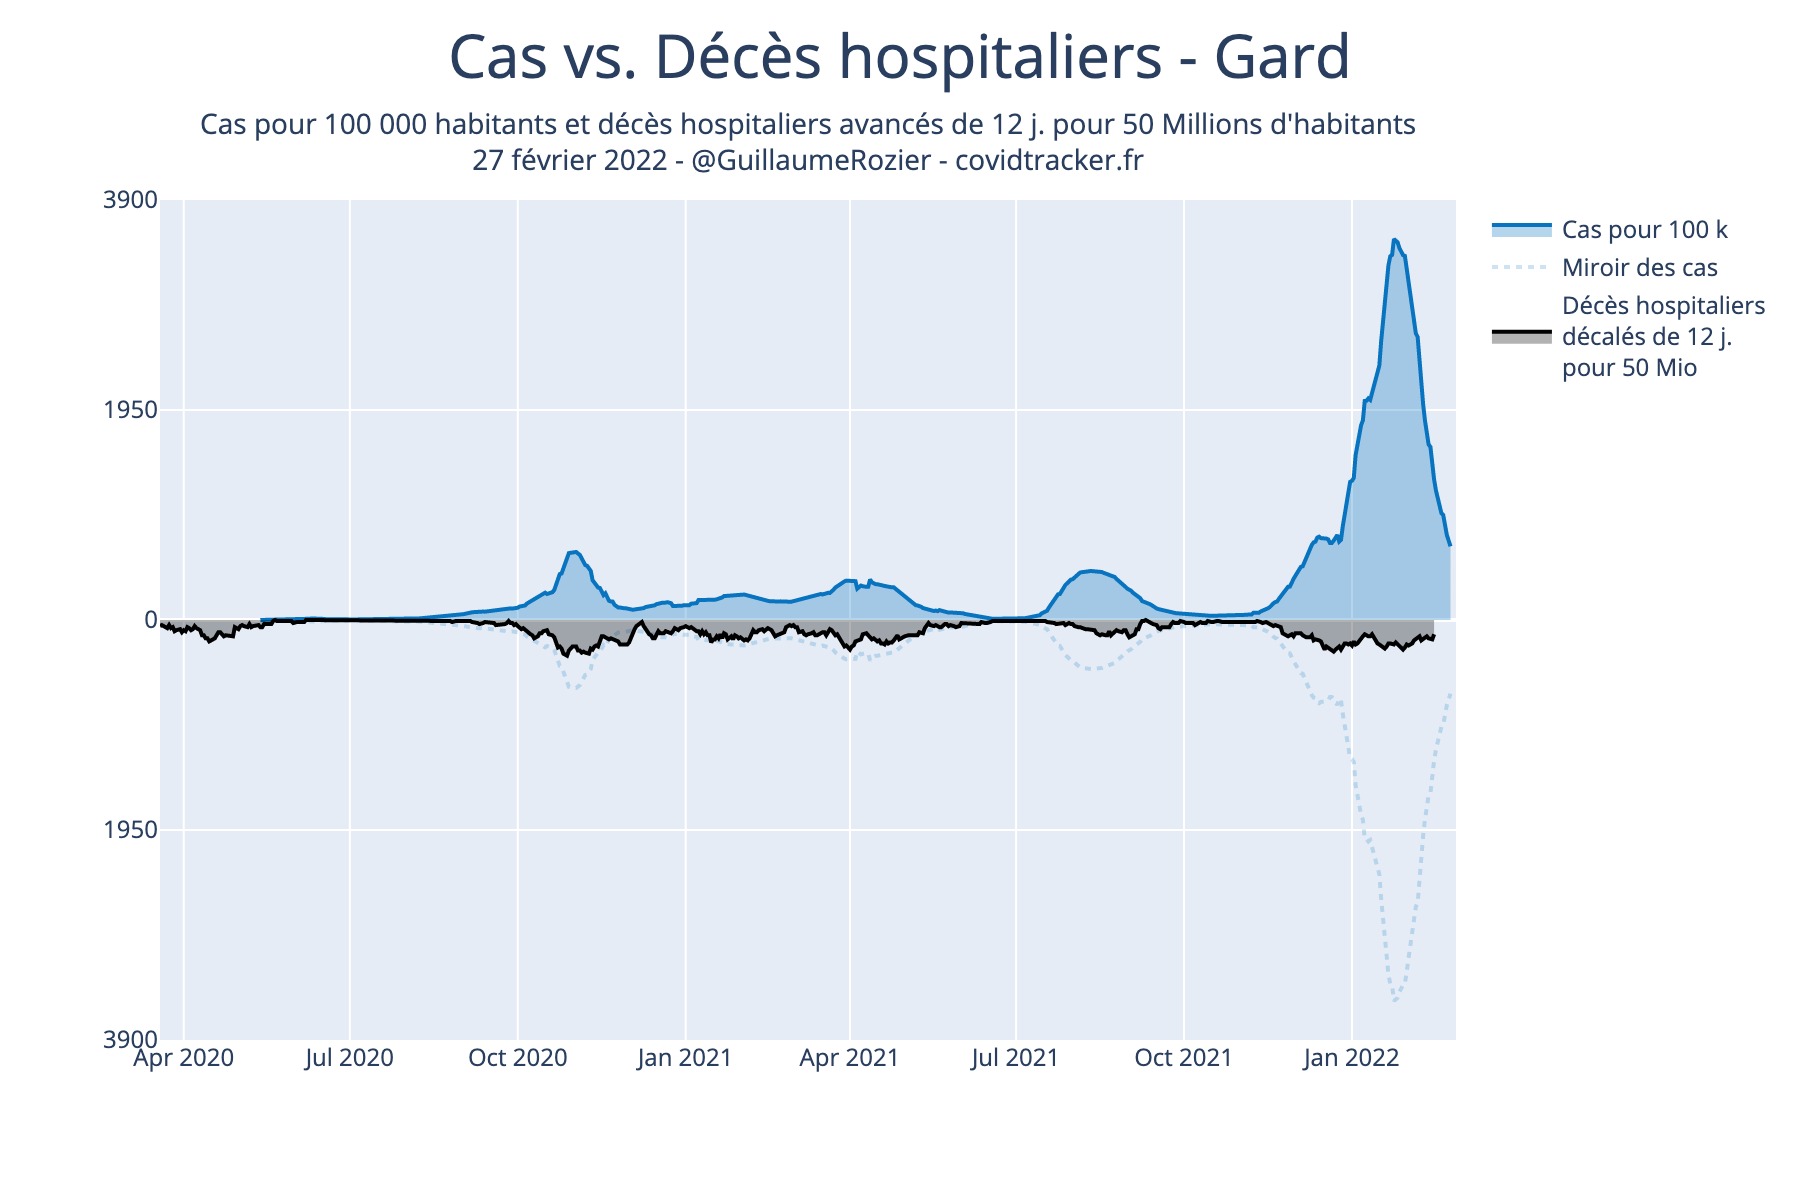 Cas vs. Décès hospitaliers - Gard
Cas pour 100 000 habitants et décès hospitaliers avancés de 12 j. pour 50 Millions d'habitants
27 février 2022 - @GuillaumeRozier - covidtracker.fr
3900
1950
0
1950
3900
Apr 2020
Jul 2020
Oct 2020
Jan 2021
Apr 2021
Jul 2021
Oct 2021
Jan 2022
Cas pour 100 k
Miroir des cas
Décès hospitaliers
décalés de 12 j.
pour 50 Mio